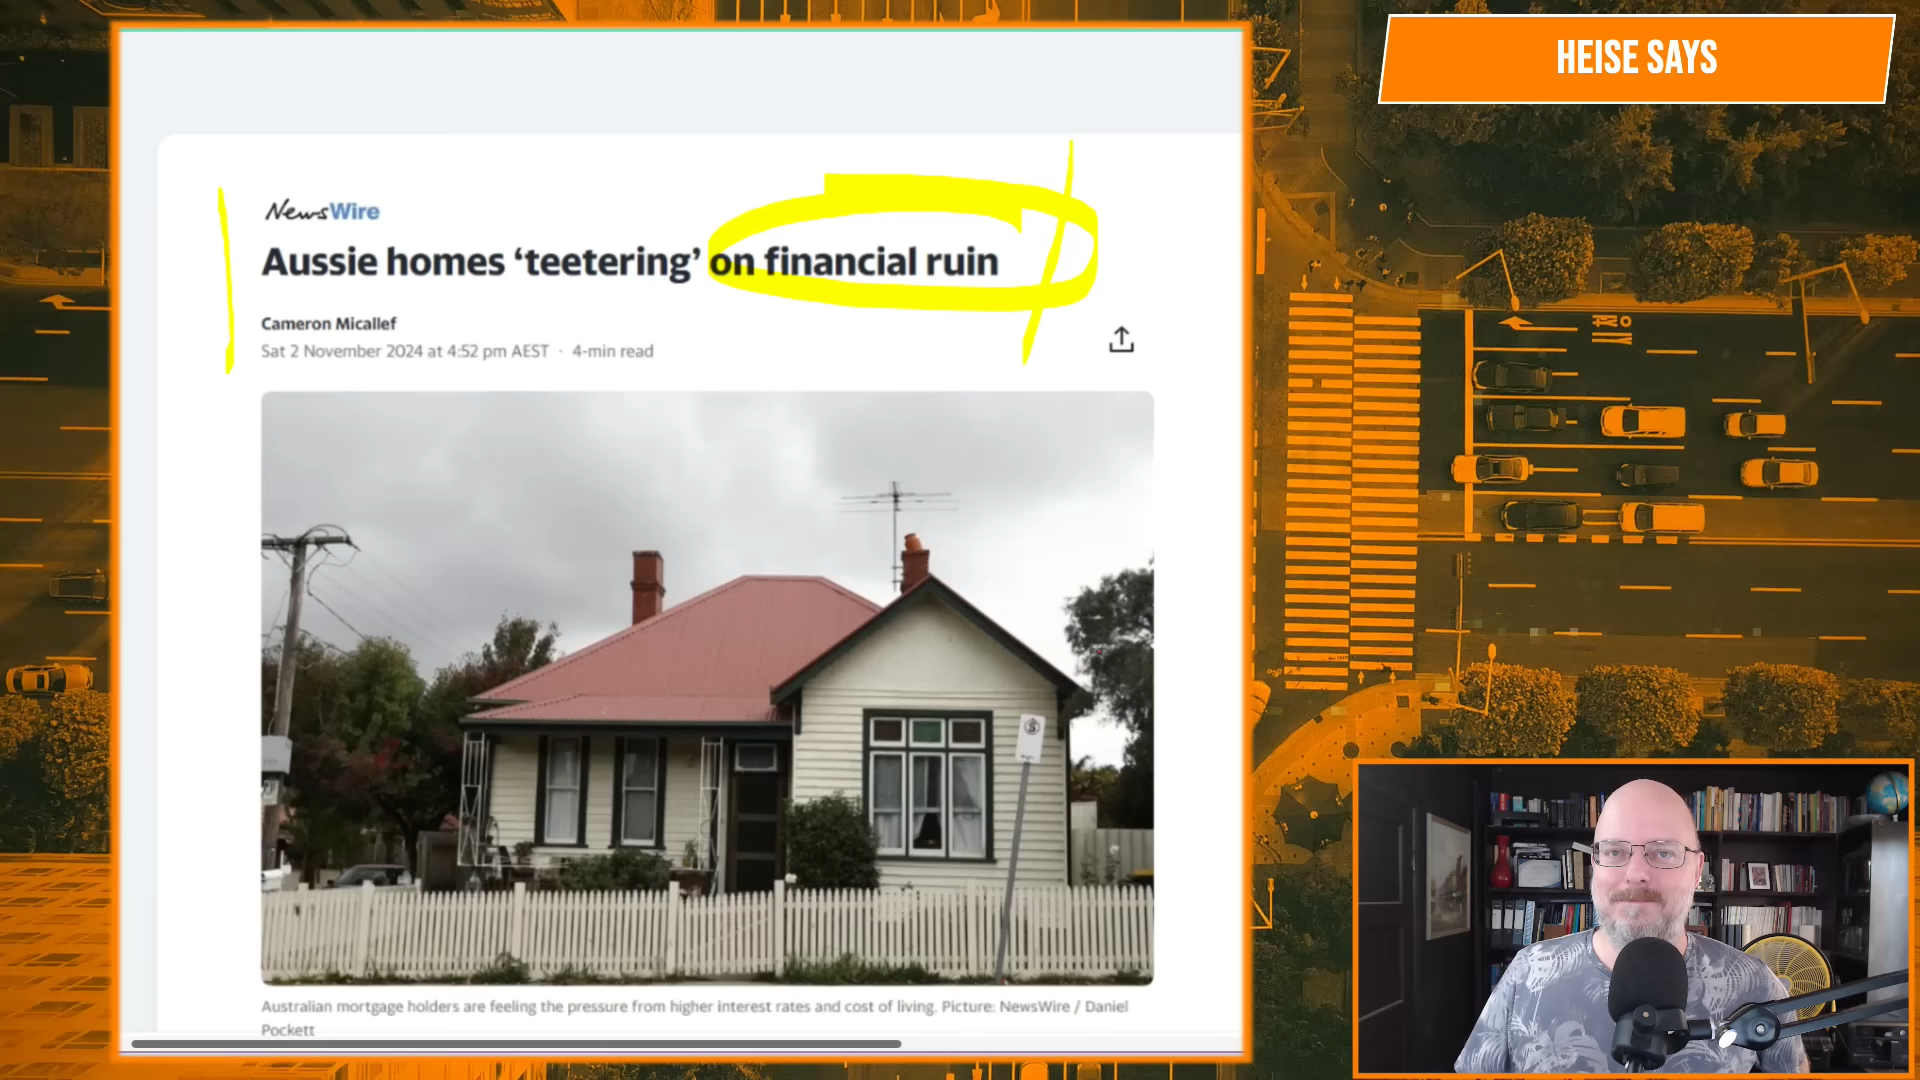 HEISE SAYS
NewsWire
Aussie homes ‘teetering’ on financial ruin
Cameron Micallef
Sat 2 November 2024 at 4:52 pm AEST · 4-min read
Australian mortgage holders are feeling the pressure from higher interest rates and cost of living. Picture: NewsWire / Daniel
Pockett